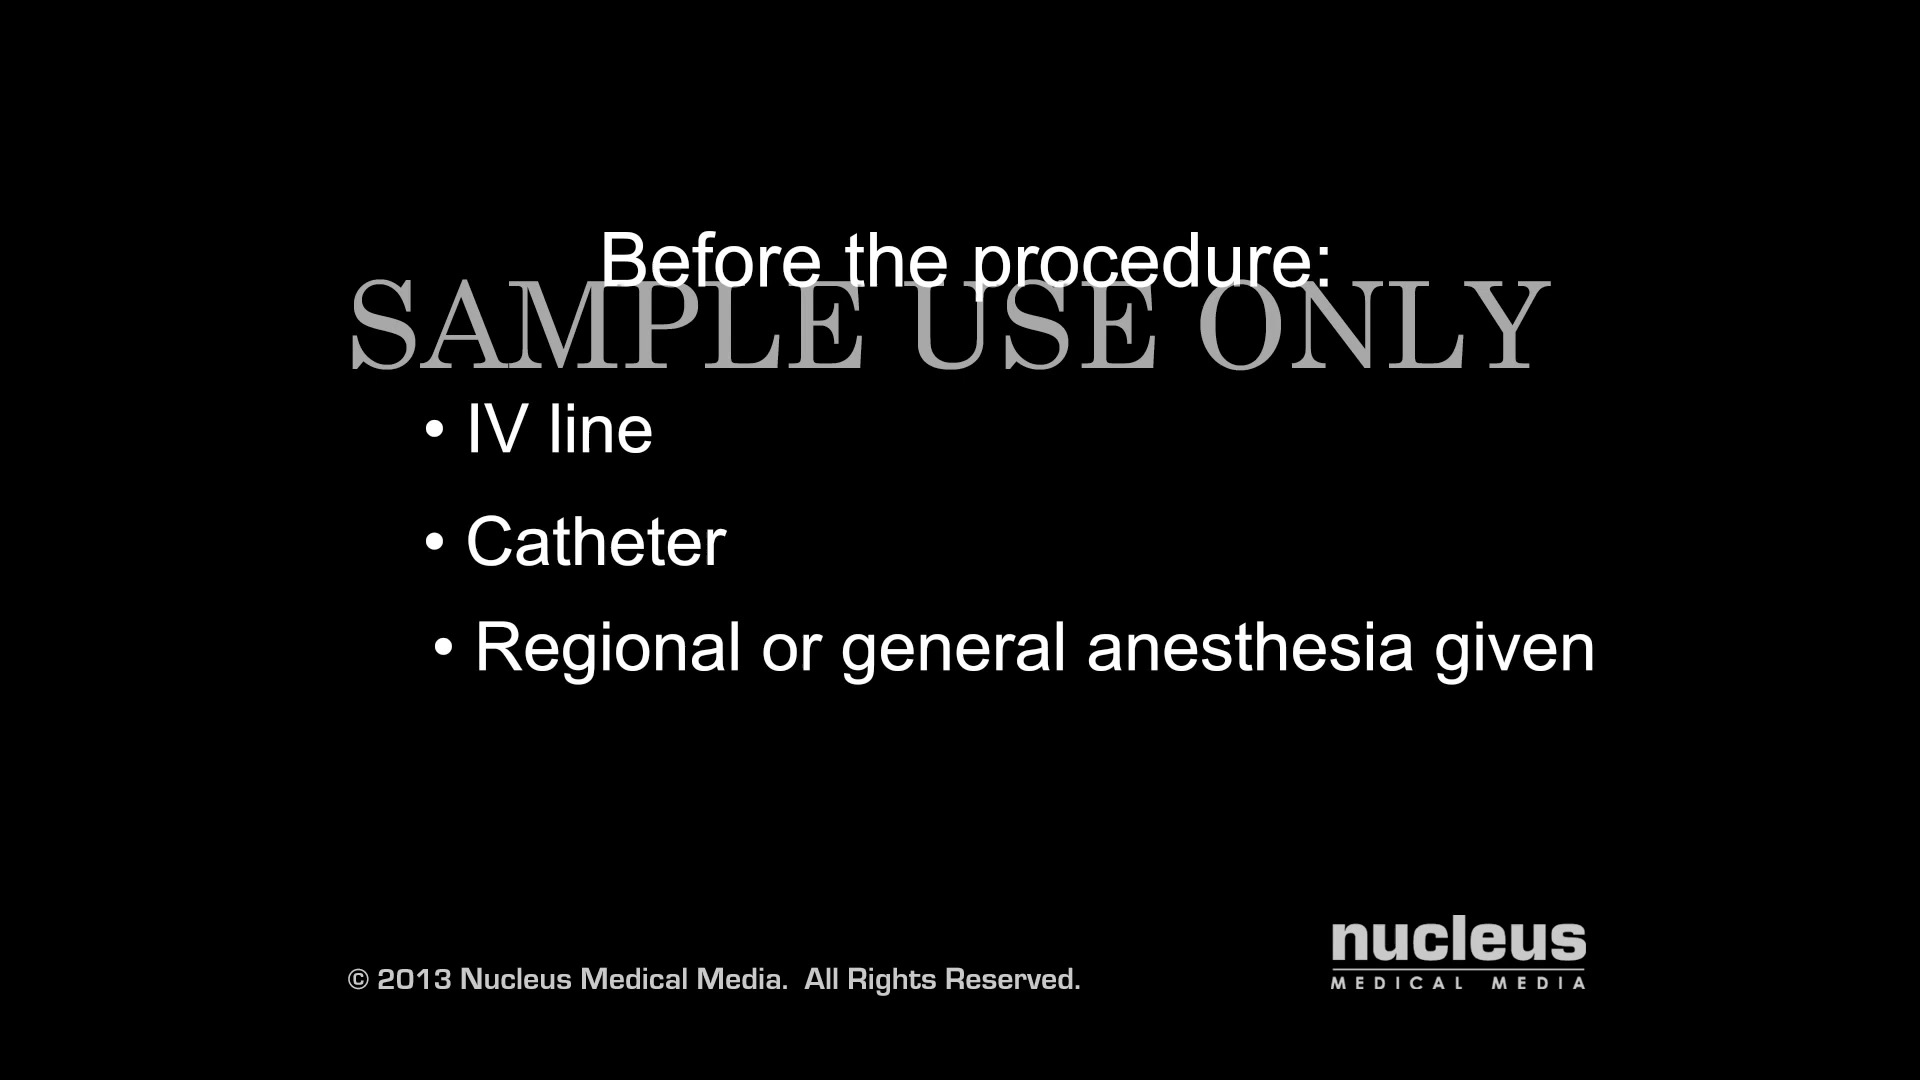 Before the procedure:
SAMPLE USE ONLY
• IV line
• Catheter
• Regional or general anesthesia given
nucleus
MEDICAL MEDIA
© 2013 Nucleus Medical Media. All Rights Reserved.